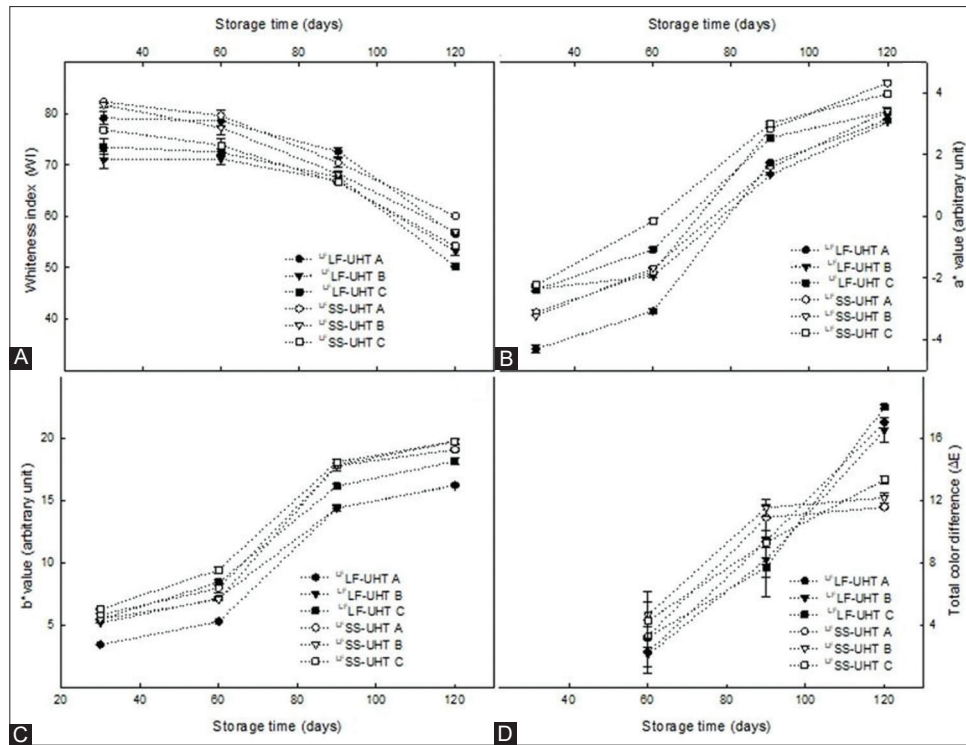 Storage time (days)
Storage time (days)
40 60 80 100 120
40 60 80 100 120
80
70
60
50
40
Whiteness index (WI)
LF-UHT A
LF-UHT B
LF-UHT C
SS-UHT A
SS-UHT B
SS-UHT C
A
4
2
0
-2
-4
a* value (arbitrary unit)
LF-UHT A
LF-UHT B
LF-UHT C
SS-UHT A
SS-UHT B
SS-UHT C
B
20
15
10
5
b* value (arbitrary unit)
LF-UHT A
LF-UHT B
LF-UHT C
SS-UHT A
SS-UHT B
SS-UHT C
20 40 60 80 100 120
Storage time (days)
C
16
12
8
4
Total color difference (ΔE)
LF-UHT A
LF-UHT B
LF-UHT C
SS-UHT A
SS-UHT B
SS-UHT C
40 60 80 100 120
Storage time (days)
D